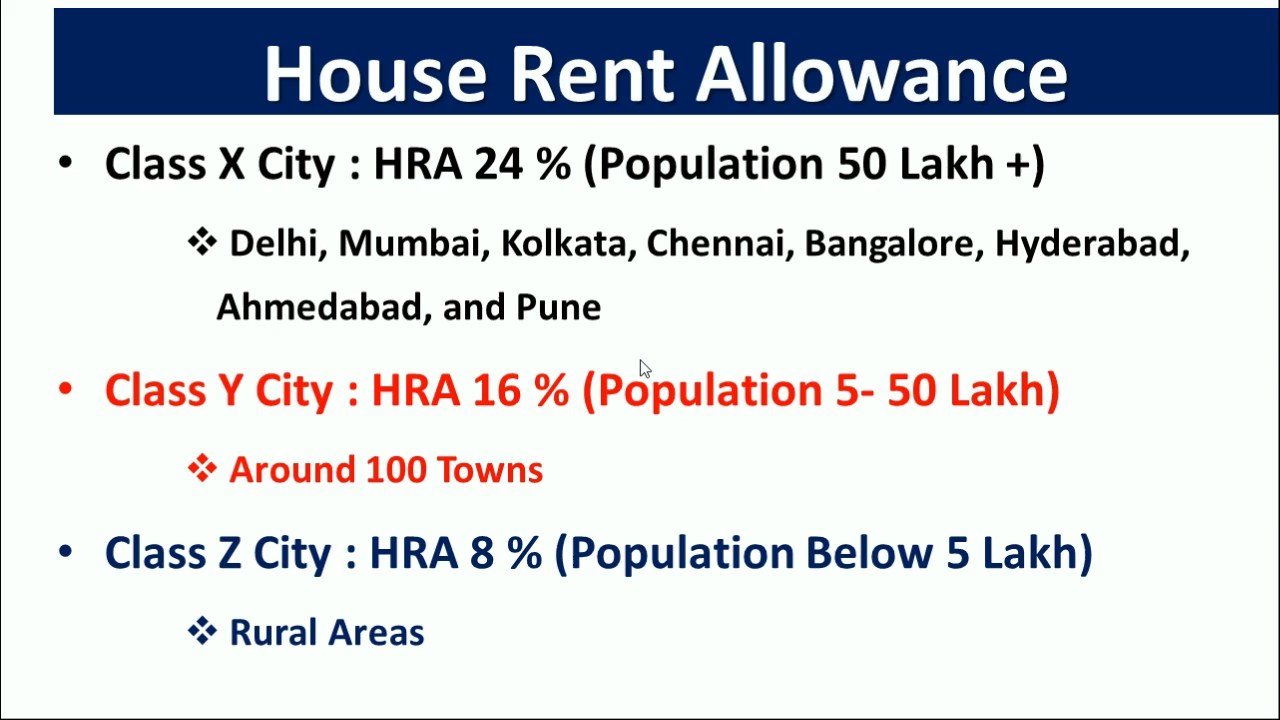 House Rent Allowance
• Class X City : HRA 24 % (Population 50 Lakh +)
❖ Delhi, Mumbai, Kolkata, Chennai, Bangalore, Hyderabad,
Ahmedabad, and Pune
• Class Y City : HRA 16 % (Population 5- 50 Lakh)
❖ Around 100 Towns
• Class Z City : HRA 8 % (Population Below 5 Lakh)
❖ Rural Areas